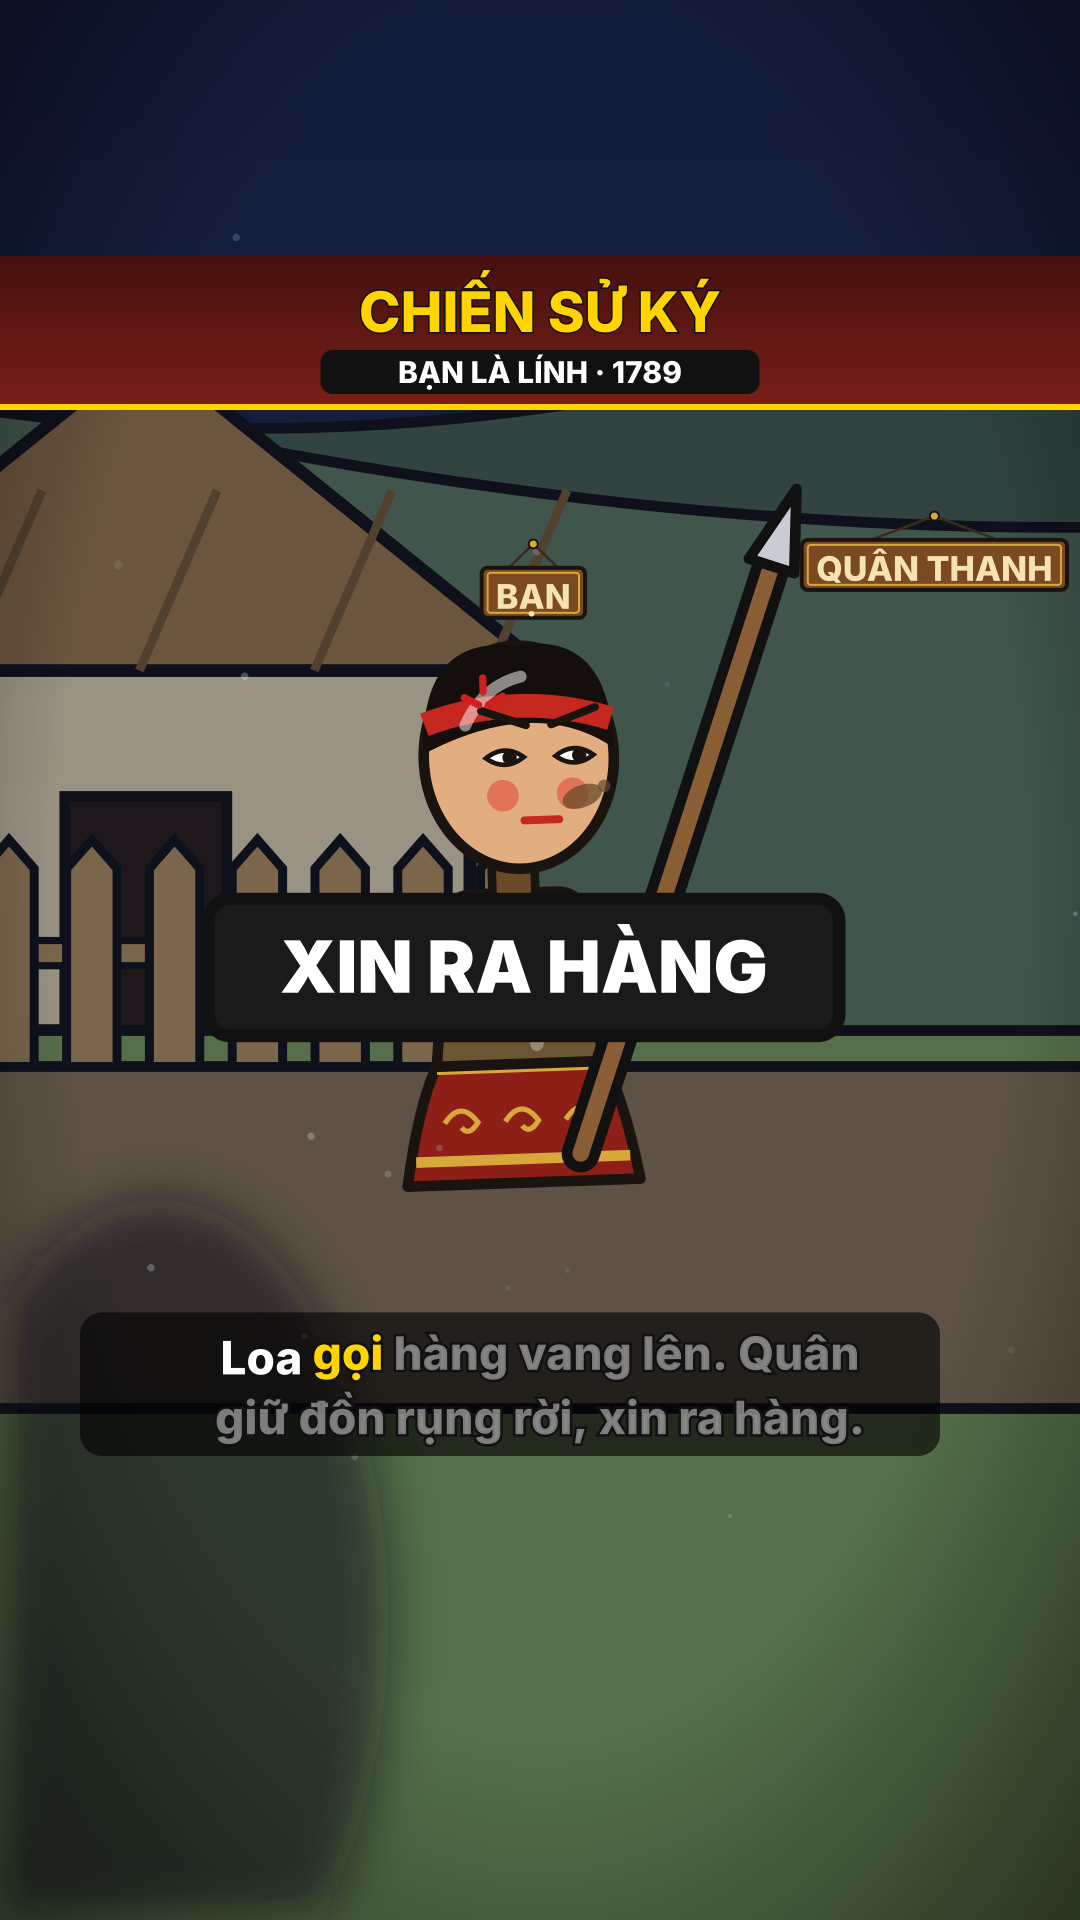 CHIẾN SỬ KÝ
BẠN LÀ LÍNH · 1789
QUÂN THANH
BẠN
XIN RA HÀNG
Loa gọi hàng vang lên. Quân
giữ đồn rụng rời, xin ra hàng.